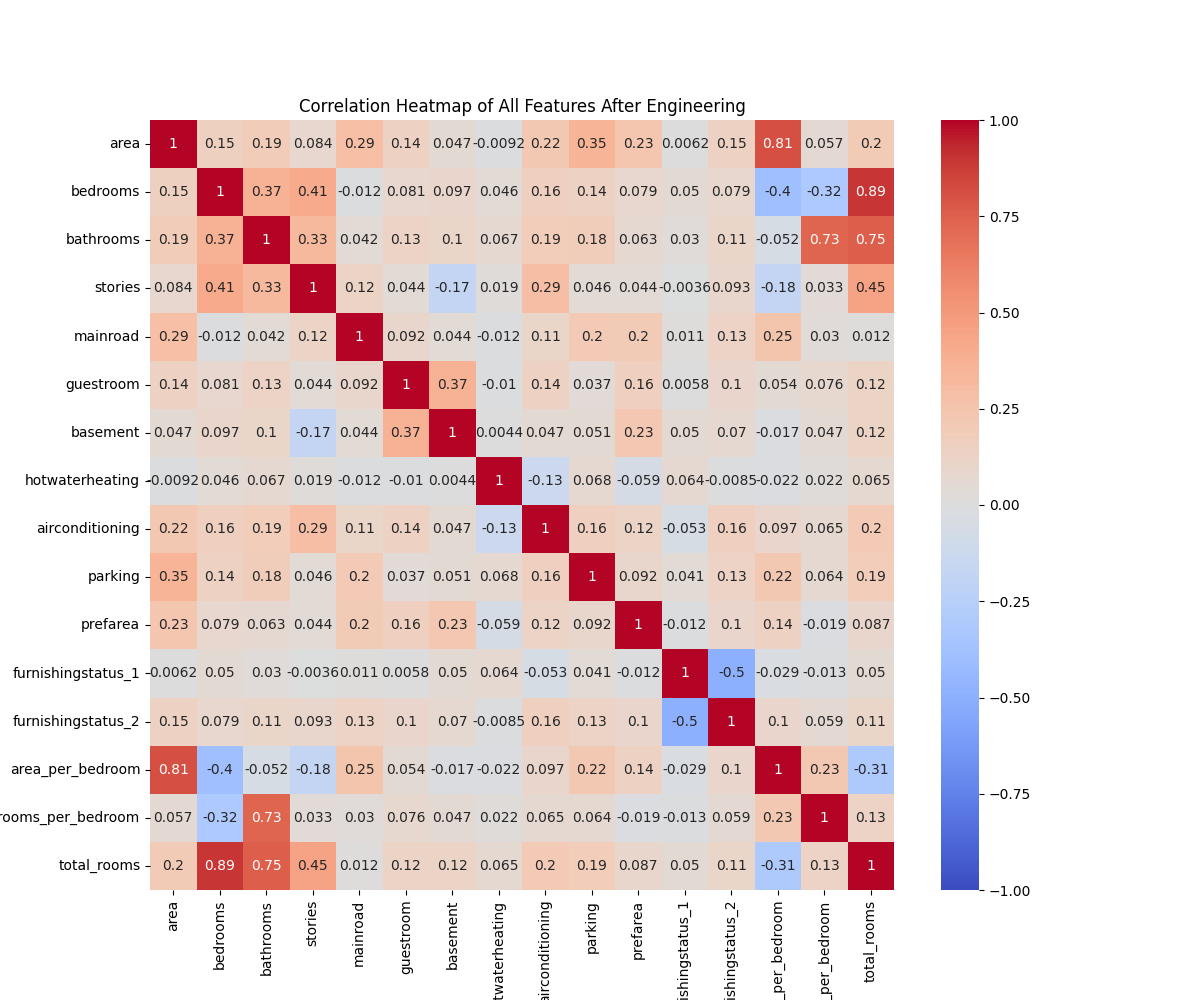 Correlation Heatmap of All Features After Engineering
area 1 0.15 0.19 0.084 0.29 0.14 0.047 -0.0092 0.22 0.35 0.23 0.0062 0.15 0.81 0.057 0.2
bedrooms 0.15 1 0.37 0.41 -0.012 0.081 0.097 0.046 0.16 0.14 0.079 0.05 0.079 -0.4 -0.32 0.89
bathrooms 0.19 0.37 1 0.33 0.042 0.13 0.1 0.067 0.19 0.18 0.063 0.03 0.11 -0.052 0.73 0.75
stories 0.084 0.41 0.33 1 0.12 0.044 -0.17 0.019 0.29 0.046 0.044 -0.0036 0.093 -0.18 0.033 0.45
mainroad 0.29 -0.012 0.042 0.12 1 0.092 0.044 -0.012 0.11 0.2 0.2 0.011 0.13 0.25 0.03 0.012
guestroom 0.14 0.081 0.13 0.044 0.092 1 0.37 -0.01 0.14 0.037 0.16 0.0058 0.1 0.054 0.076 0.12
basement 0.047 0.097 0.1 -0.17 0.044 0.37 1 0.0044 0.047 0.051 0.23 0.05 0.07 -0.017 0.047 0.12
hotwaterheating -0.0092 0.046 0.067 0.019 -0.012 -0.01 0.0044 1 -0.13 0.068 -0.059 0.064 -0.0085 -0.022 0.022 0.065
airconditioning 0.22 0.16 0.19 0.29 0.11 0.14 0.047 -0.13 1 0.16 0.12 -0.053 0.16 0.097 0.065 0.2
parking 0.35 0.14 0.18 0.046 0.2 0.037 0.051 0.068 0.16 1 0.092 0.041 0.13 0.22 0.064 0.19
prefarea 0.23 0.079 0.063 0.044 0.2 0.16 0.23 -0.059 0.12 0.092 1 -0.012 0.1 0.14 -0.019 0.087
furnishingstatus_1 0.0062 0.05 0.03 -0.0036 0.011 0.0058 0.05 0.064 -0.053 0.041 -0.012 1 -0.5 -0.029 -0.013 0.05
furnishingstatus_2 0.15 0.079 0.11 0.093 0.13 0.1 0.07 -0.0085 0.16 0.13 0.1 -0.5 1 0.1 0.059 0.11
area_per_bedroom 0.81 -0.4 -0.052 -0.18 0.25 0.054 -0.017 -0.022 0.097 0.22 0.14 -0.029 0.1 1 0.23 -0.31
rooms_per_bedroom 0.057 -0.32 0.73 0.033 0.03 0.076 0.047 0.022 0.065 0.064 -0.019 -0.013 0.059 0.23 1 0.13
total_rooms 0.2 0.89 0.75 0.45 0.012 0.12 0.12 0.065 0.2 0.19 0.087 0.05 0.11 -0.31 0.13 1
area
bedrooms
bathrooms
stories
mainroad
guestroom
basement
twaterheating
airconditioning
parking
prefarea
ishingstatus_1
ishingstatus_2
_per_bedroom
_per_bedroom
total_rooms
1.00
0.75
0.50
0.25
0.00
−0.25
−0.50
−0.75
−1.00